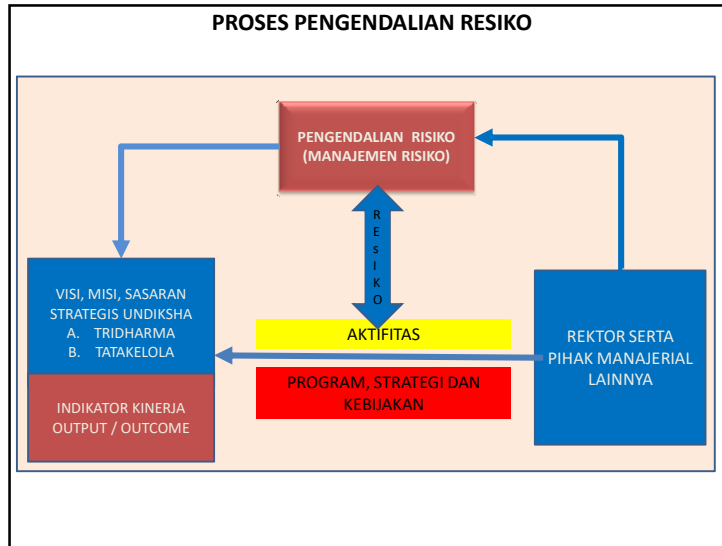 PROSES PENGENDALIAN RESIKO
PENGENDALIAN RISIKO
(MANAJEMEN RISIKO)
R
E
s
I
K
O
VISI, MISI, SASARAN
STRATEGIS UNDIKSHA
A. TRIDHARMA
B. TATAKELOLA
INDIKATOR KINERJA
OUTPUT / OUTCOME
AKTIFITAS
PROGRAM, STRATEGI DAN
KEBIJAKAN
REKTOR SERTA
PIHAK MANAJERIAL
LAINNYA